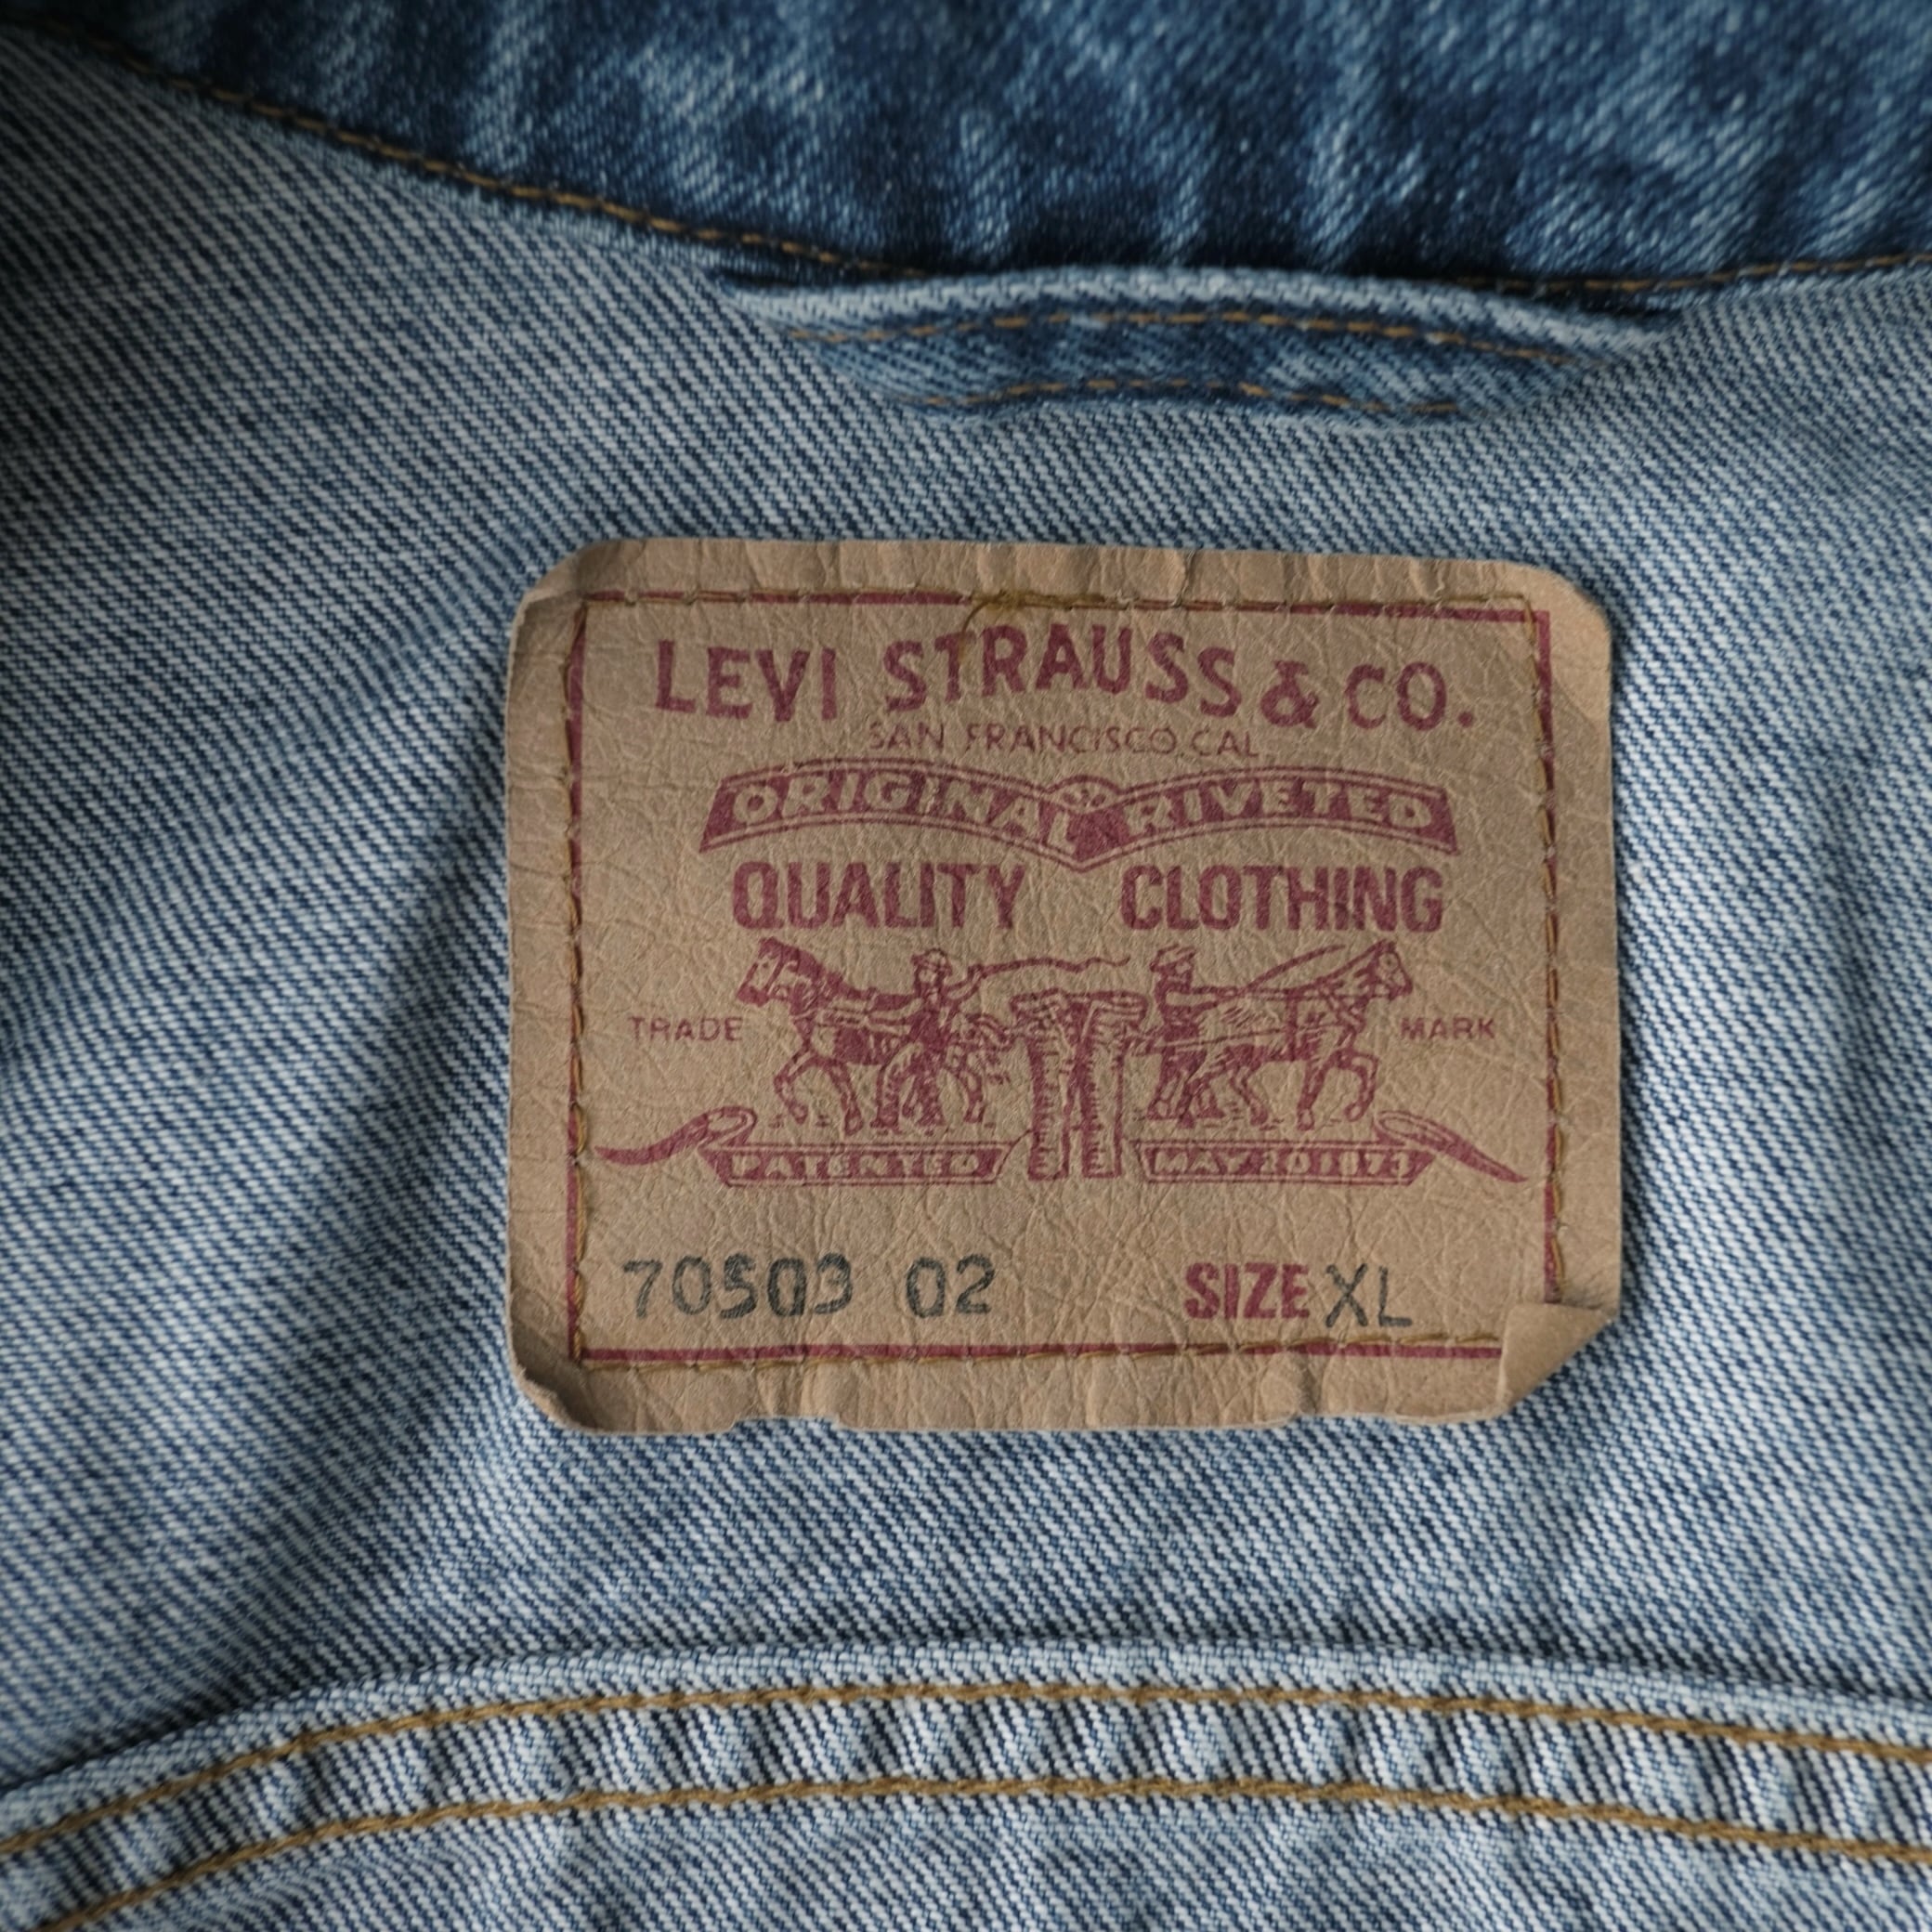 LEVI STRAUSS & CO.
SAN FRANCISCO, CAL
ORIGINAL RIVETED
QUALITY CLOTHING
TRADE MARK
PATENTED MAY 20 1873
70503 02 SIZE XL